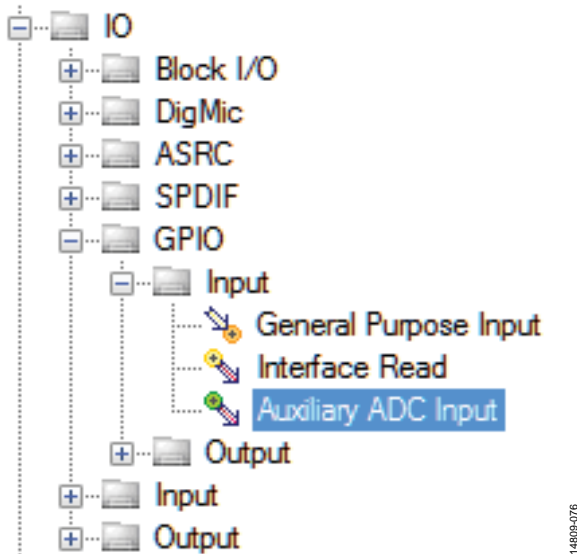 IO
Block I/O
DigMic
ASRC
SPDIF
GPIO
Input
General Purpose Input
Interface Read
Auxiliary ADC Input
Output
Input
Output
14809-076